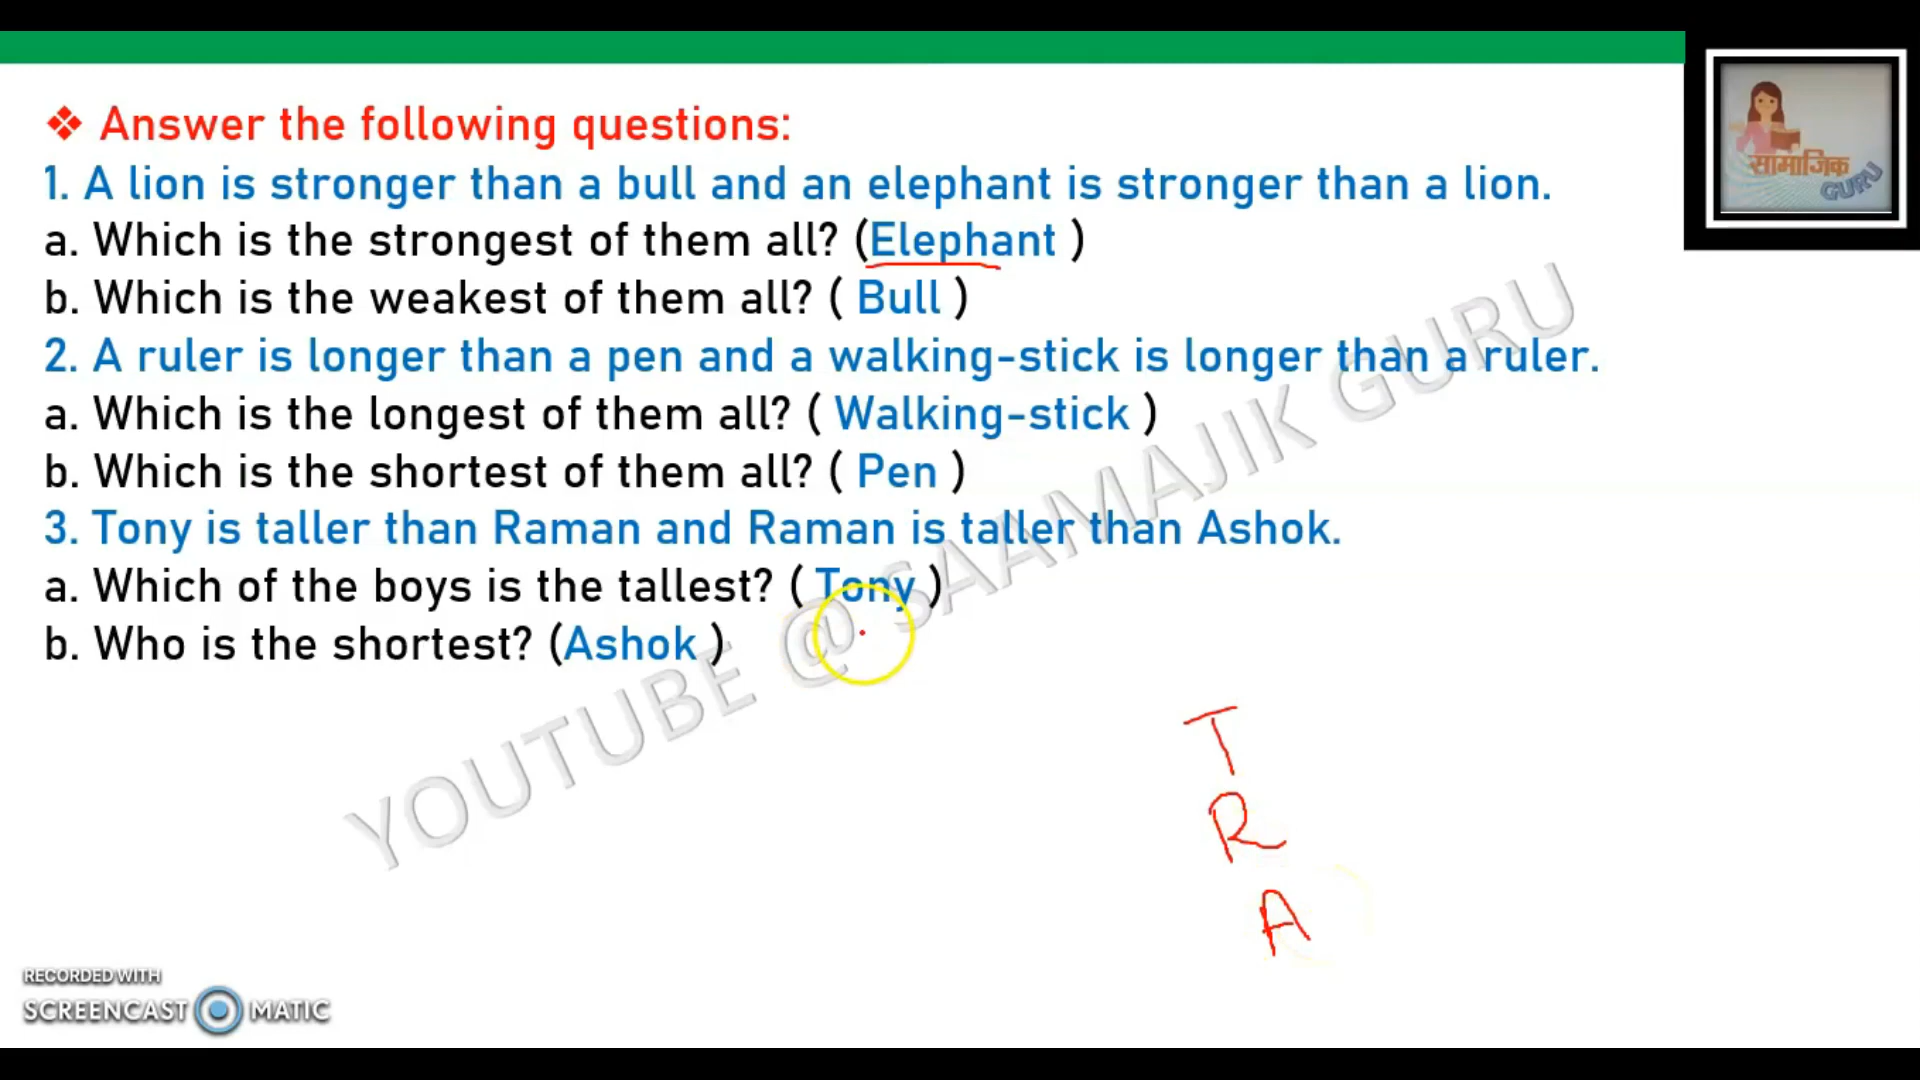 ❖ Answer the following questions:
1. A lion is stronger than a bull and an elephant is stronger than a lion.
a. Which is the strongest of them all? (Elephant )
b. Which is the weakest of them all? ( Bull )
2. A ruler is longer than a pen and a walking-stick is longer than a ruler.
a. Which is the longest of them all? ( Walking-stick )
b. Which is the shortest of them all? ( Pen )
3. Tony is taller than Raman and Raman is taller than Ashok.
a. Which of the boys is the tallest? ( Tony )
b. Who is the shortest? (Ashok )
T
R
A
YOUTUBE @ SAAMAJIK GURU
सामाजिक
GURU
RECORDED WITH
SCREENCAST MATIC